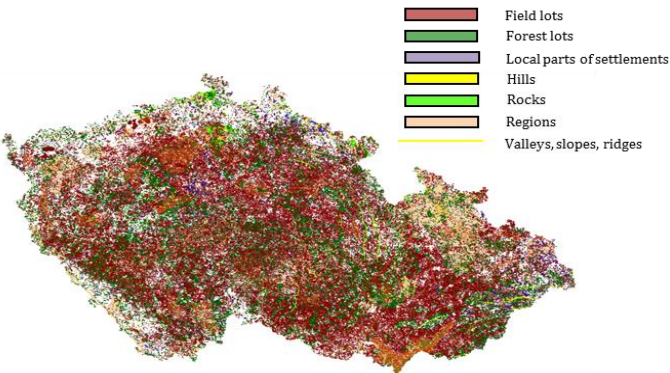 Field lots
Forest lots
Local parts of settlements
Hills
Rocks
Regions
Valleys, slopes, ridges